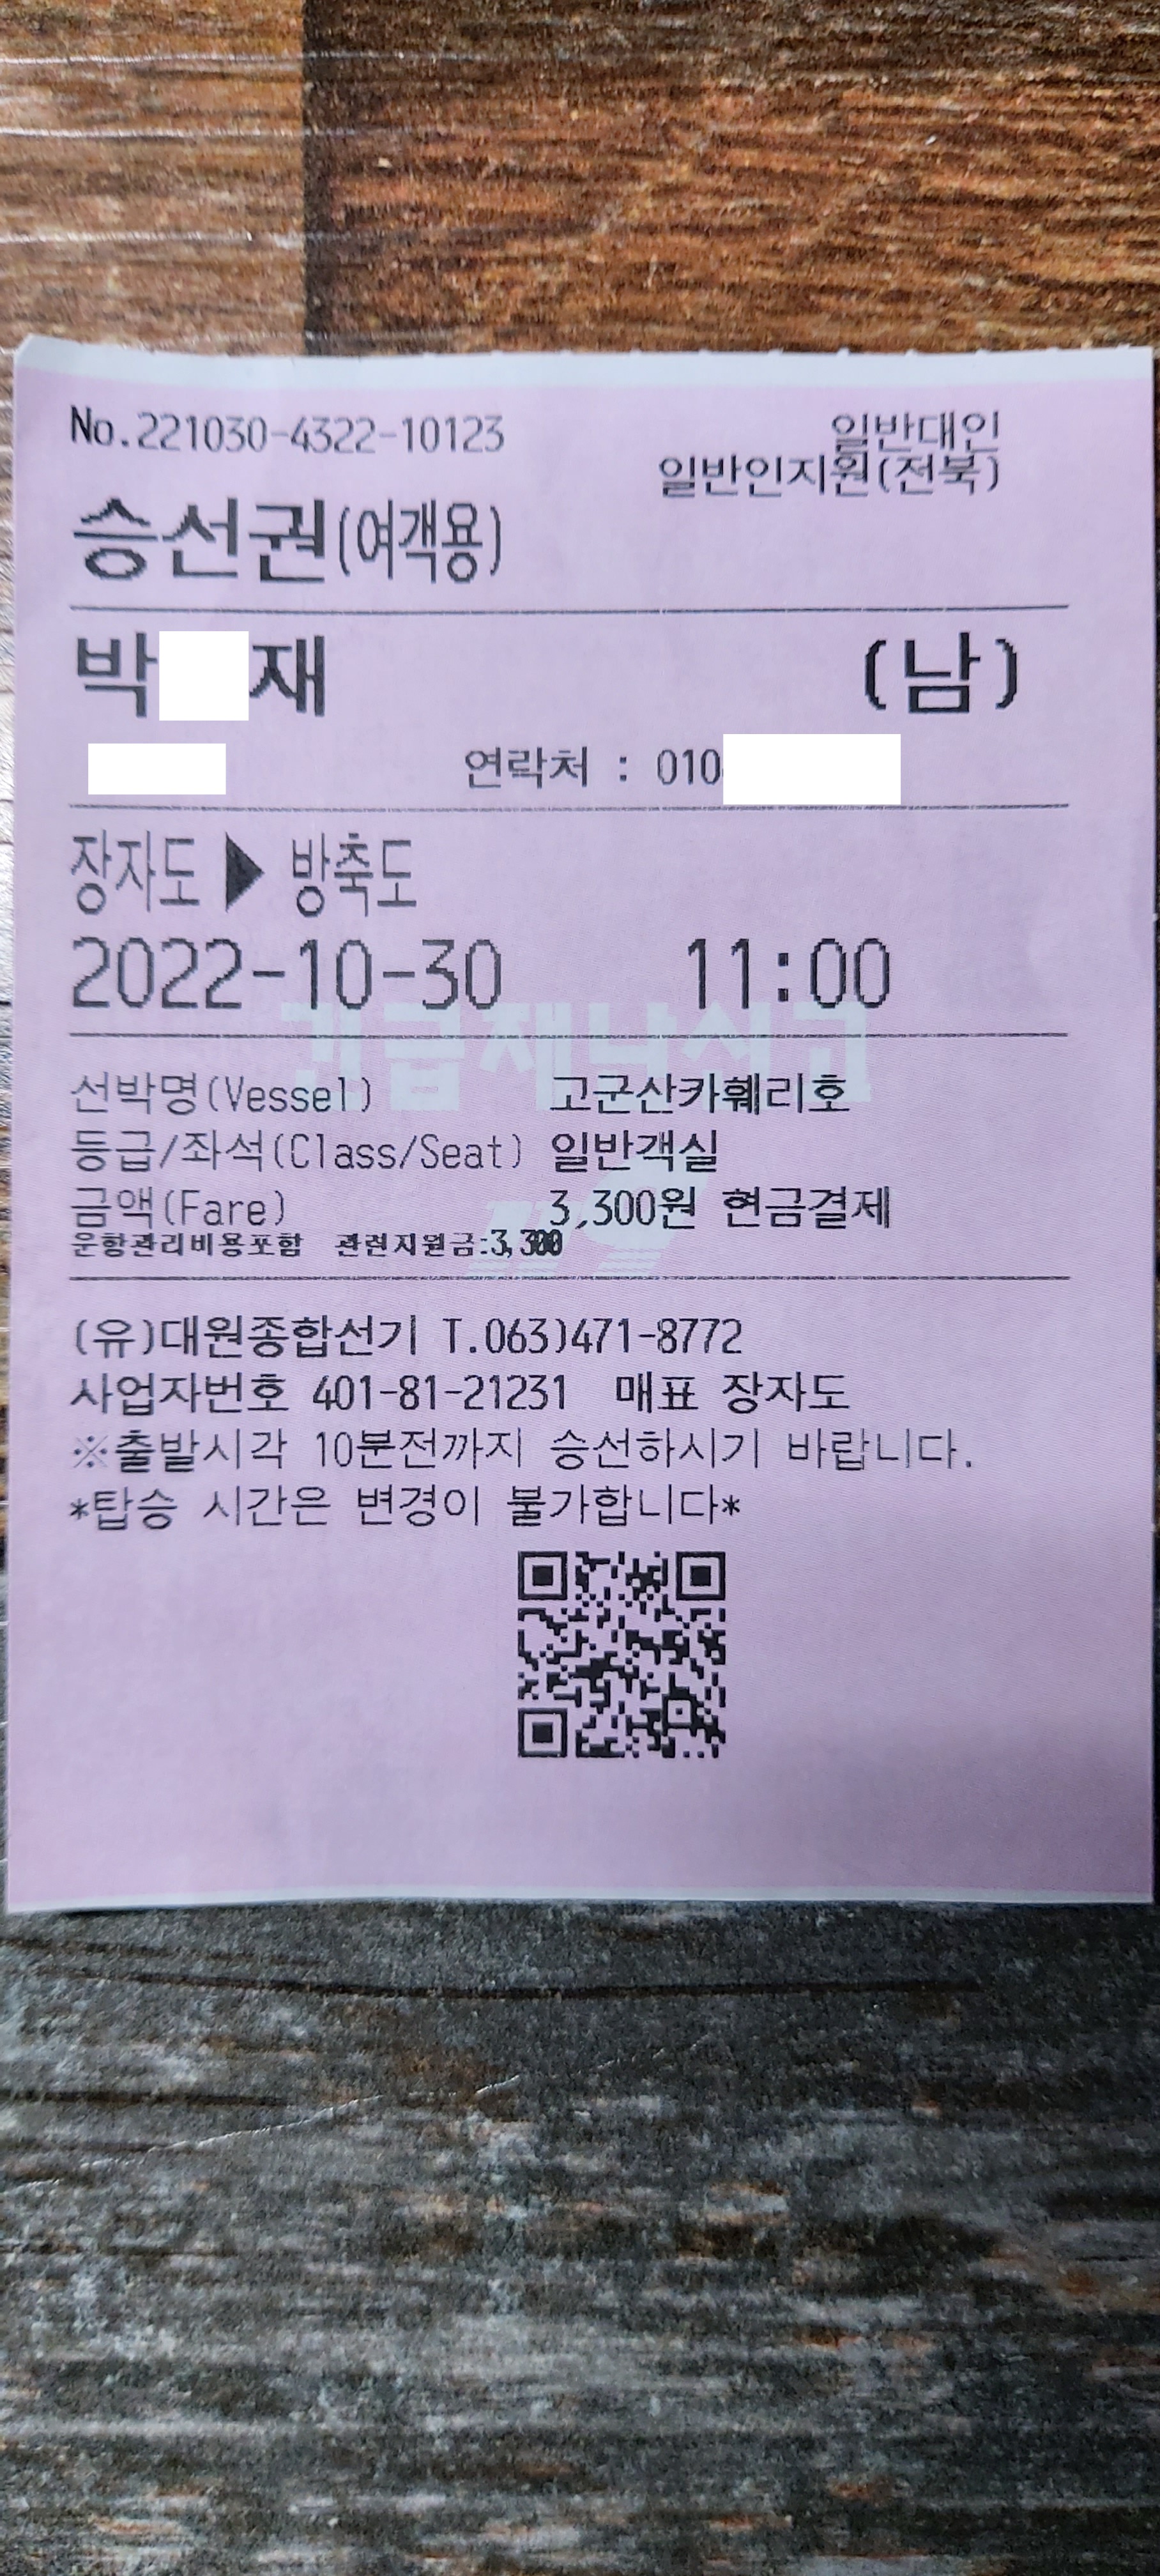 No.221030-4322-10123
일반대인
일반인지원(전북)
승선권(여객용)
박 재 (남)
연락처 : 010
장자도 ▶ 방축도
2022-10-30 11:00
긴급재난신고
선박명(Vessel) 고군산카훼리호
등급/좌석(Class/Seat) 일반객실
금액(Fare) 3,300원 현금결제
119
운항관리비용포함 관련지원금:3,300
(유)대원종합선기 T.063)471-8772
사업자번호 401-81-21231 매표 장자도
※출발시각 10분전까지 승선하시기 바랍니다.
*탑승 시간은 변경이 불가합니다*